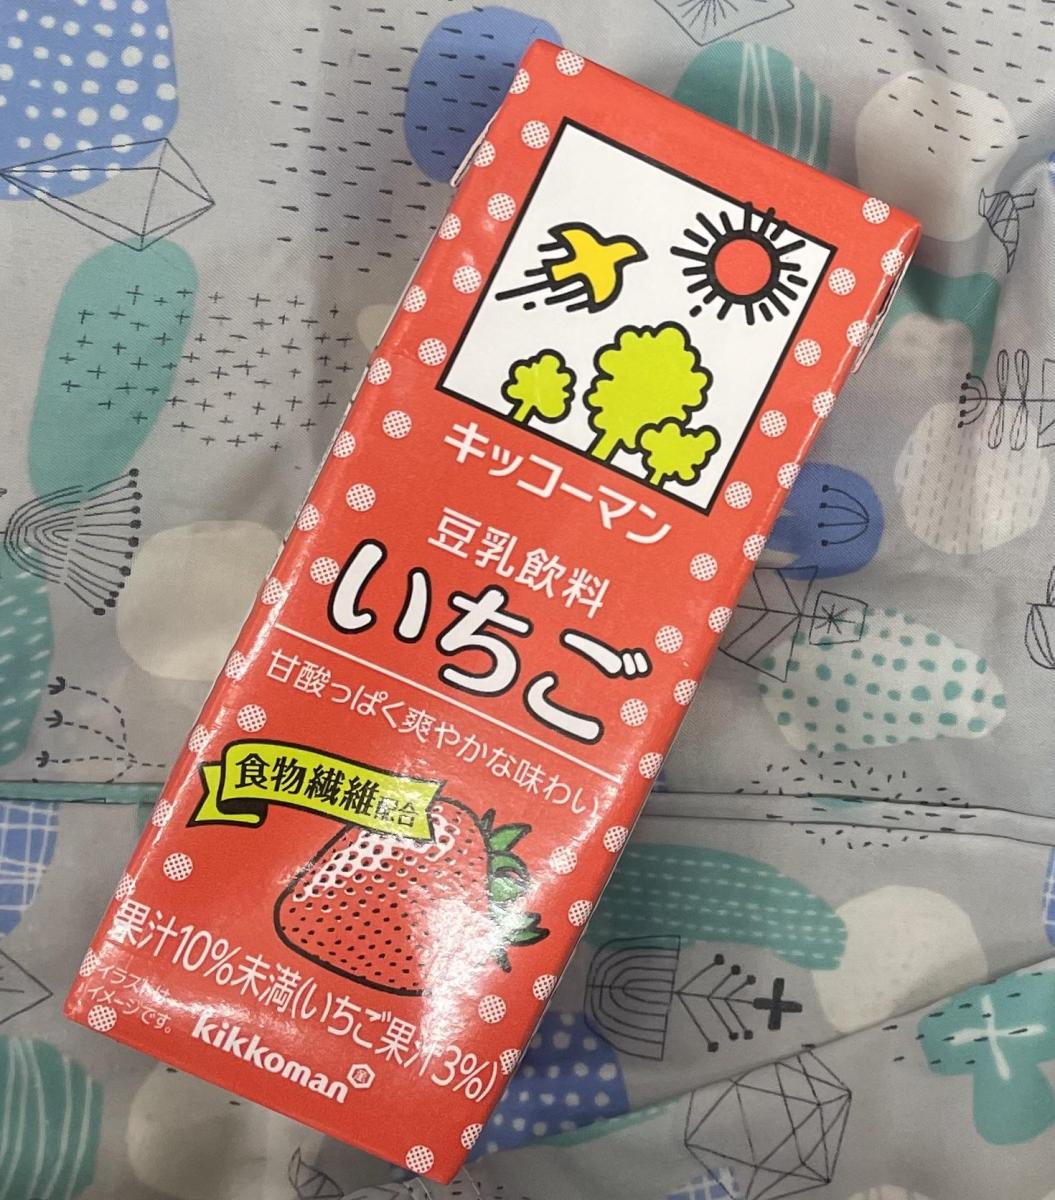 キッコーマン
豆乳飲料
いちご
甘酸っぱく爽やかな味わい
食物繊維配合
果汁10%未満(いちご果汁3%)
イラストは
イメージです。
kikkoman